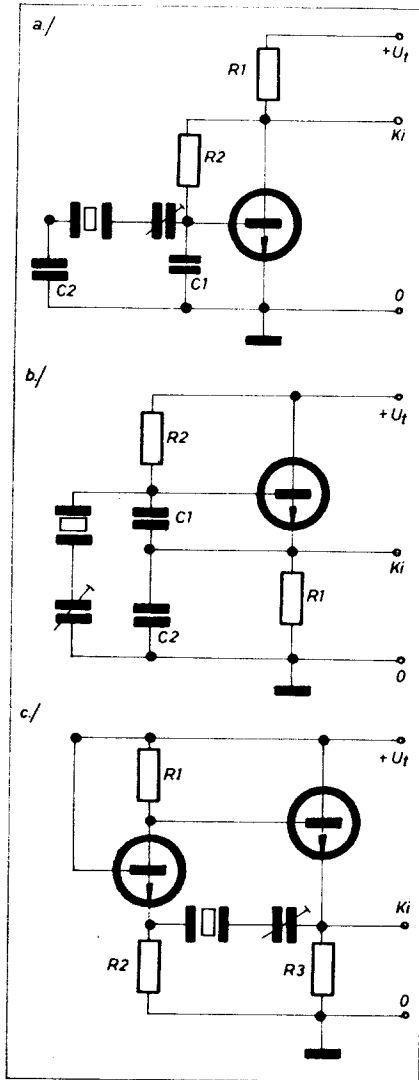 a./
R1
+Ut
Ki
R2
C1
C2
0
b./
+Ut
R2
C1
Ki
R1
C2
0
c./
+Ut
R1
Ki
R2
R3
0